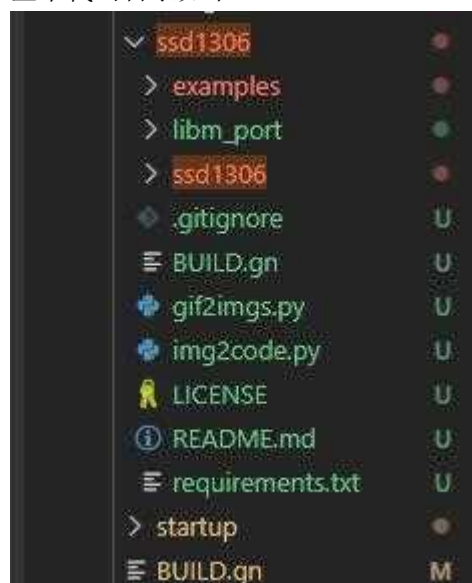 ssd1306
examples
libm_port
ssd1306
.gitignore U
BUILD.gn U
gif2imgs.py U
img2code.py U
LICENSE U
README.md U
requirements.txt U
startup
BUILD.gn M